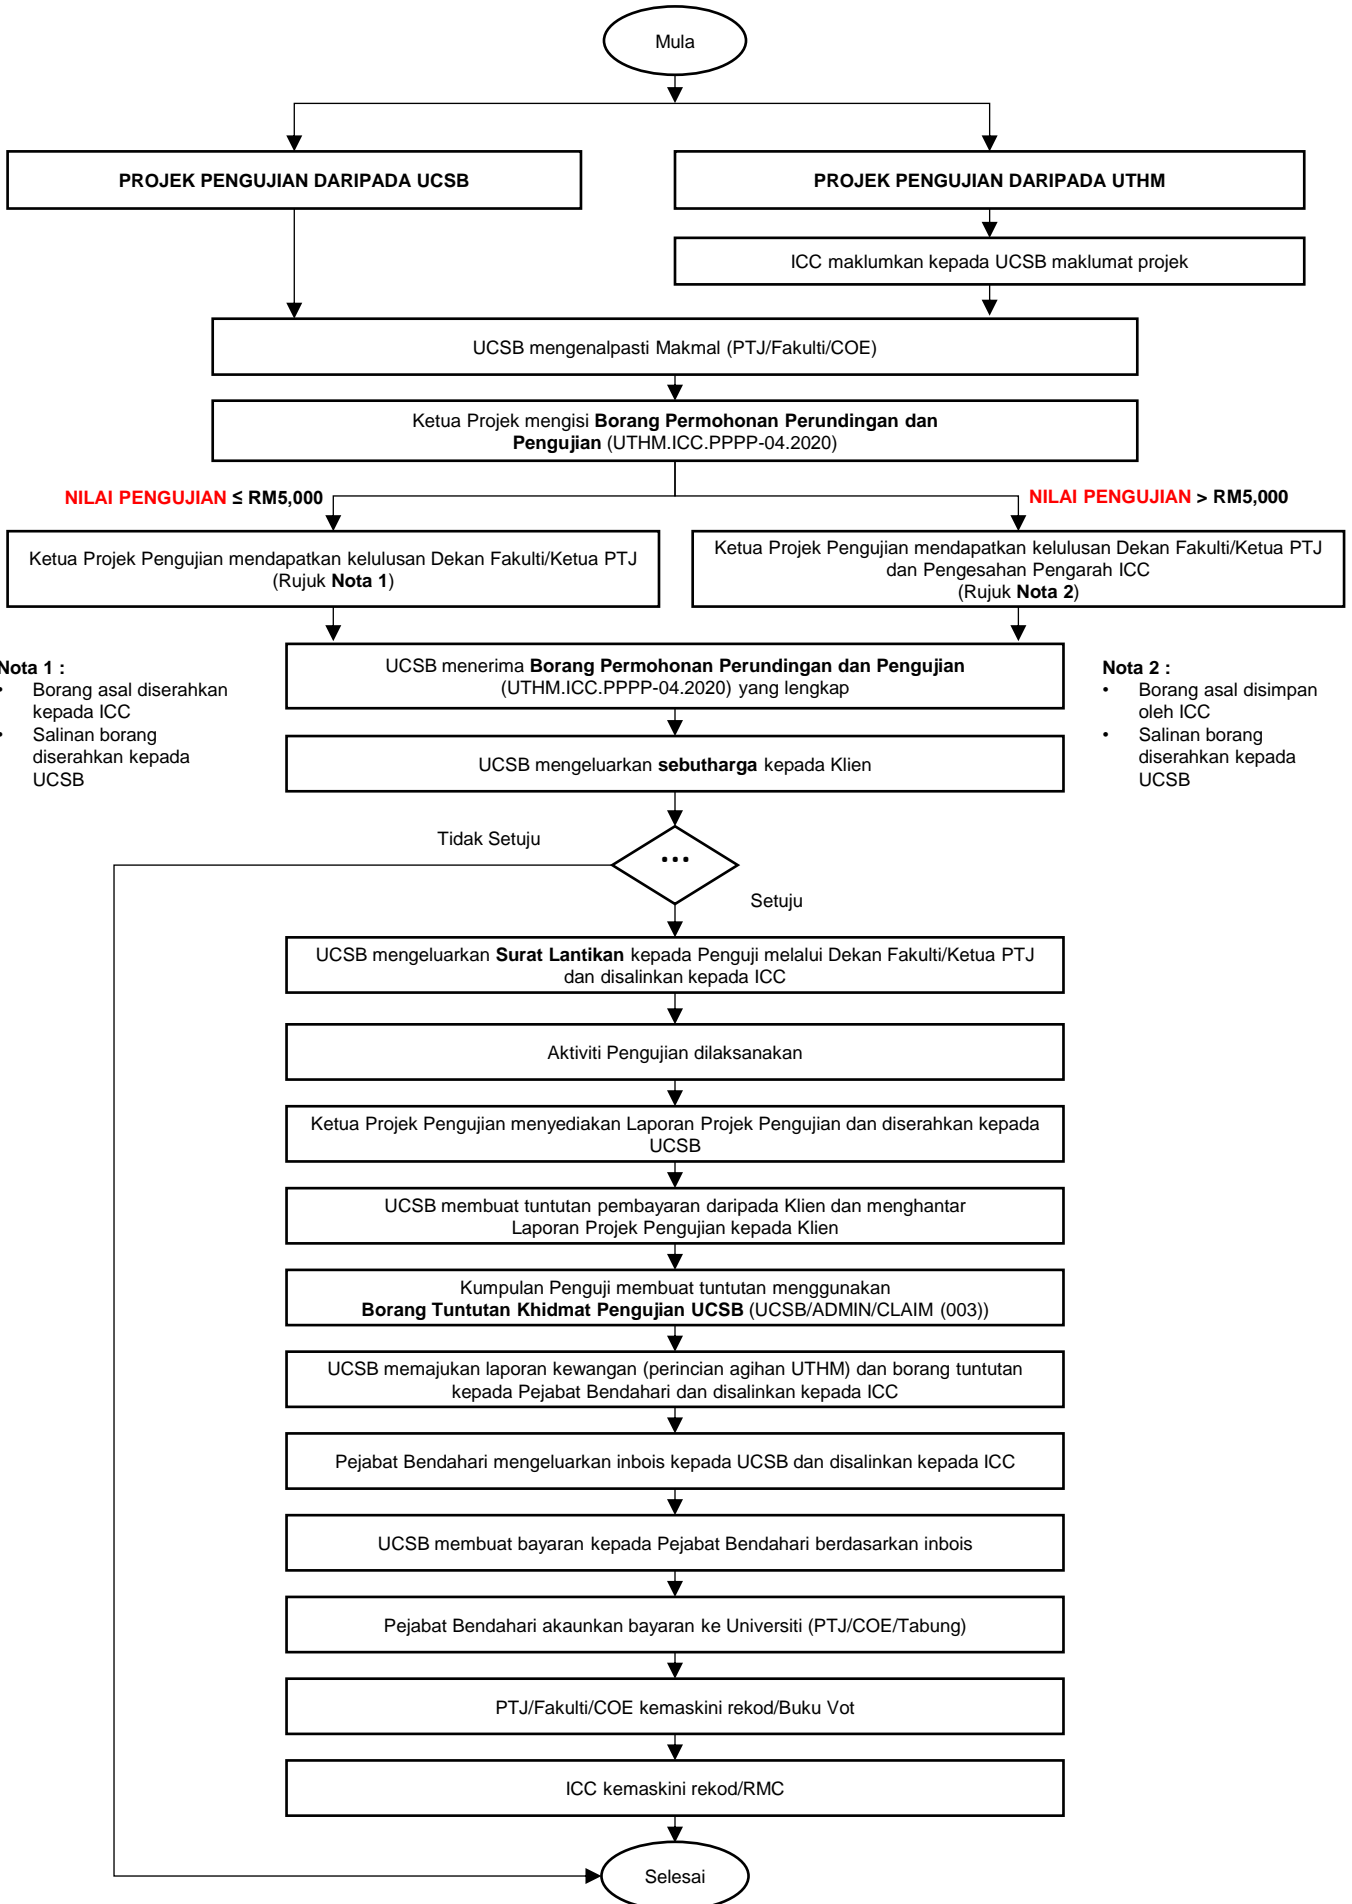 Mula
PROJEK PENGUJIAN DARIPADA UCSB
PROJEK PENGUJIAN DARIPADA UTHM
ICC maklumkan kepada UCSB maklumat projek
UCSB mengenalpasti Makmal (PTJ/Fakulti/COE)
Ketua Projek mengisi Borang Permohonan Perundingan dan
Pengujian (UTHM.ICC.PPPP-04.2020)
NILAI PENGUJIAN ≤ RM5,000
NILAI PENGUJIAN > RM5,000
Ketua Projek Pengujian mendapatkan kelulusan Dekan Fakulti/Ketua PTJ
(Rujuk Nota 1)
Ketua Projek Pengujian mendapatkan kelulusan Dekan Fakulti/Ketua PTJ
dan Pengesahan Pengarah ICC
(Rujuk Nota 2)
UCSB menerima Borang Permohonan Perundingan dan Pengujian
(UTHM.ICC.PPPP-04.2020) yang lengkap
Nota 1 :
• Borang asal diserahkan
kepada ICC
• Salinan borang
diserahkan kepada
UCSB
Nota 2 :
• Borang asal disimpan
oleh ICC
• Salinan borang
diserahkan kepada
UCSB
UCSB mengeluarkan sebutharga kepada Klien
Tidak Setuju
...
Setuju
UCSB mengeluarkan Surat Lantikan kepada Penguji melalui Dekan Fakulti/Ketua PTJ
dan disalinkan kepada ICC
Aktiviti Pengujian dilaksanakan
Ketua Projek Pengujian menyediakan Laporan Projek Pengujian dan diserahkan kepada
UCSB
UCSB membuat tuntutan pembayaran daripada Klien dan menghantar
Laporan Projek Pengujian kepada Klien
Kumpulan Penguji membuat tuntutan menggunakan
Borang Tuntutan Khidmat Pengujian UCSB (UCSB/ADMIN/CLAIM (003))
UCSB memajukan laporan kewangan (perincian agihan UTHM) dan borang tuntutan
kepada Pejabat Bendahari dan disalinkan kepada ICC
Pejabat Bendahari mengeluarkan inbois kepada UCSB dan disalinkan kepada ICC
UCSB membuat bayaran kepada Pejabat Bendahari berdasarkan inbois
Pejabat Bendahari akaunkan bayaran ke Universiti (PTJ/COE/Tabung)
PTJ/Fakulti/COE kemaskini rekod/Buku Vot
ICC kemaskini rekod/RMC
Selesai